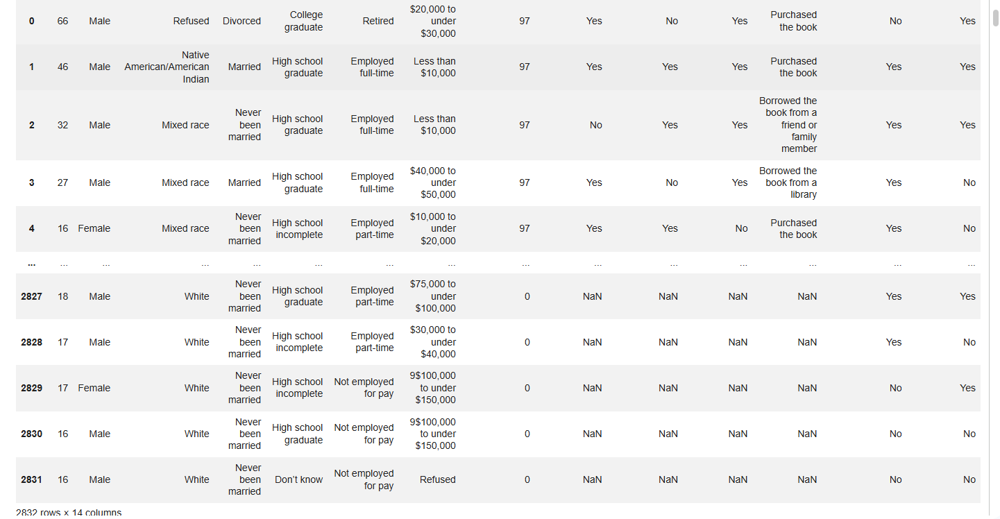 0 66 Male Refused Divorced College graduate Retired $20,000 to under $30,000 97 Yes No Yes Purchased the book No Yes
1 46 Male Native American/American Indian Married High school graduate Employed full-time Less than $10,000 97 Yes Yes Yes Purchased the book Yes Yes
2 32 Male Mixed race Never been married High school graduate Employed full-time Less than $10,000 97 No Yes Yes Borrowed the book from a friend or family member Yes Yes
3 27 Male Mixed race Married High school graduate Employed full-time $40,000 to under $50,000 97 Yes No Yes Borrowed the book from a library Yes No
4 16 Female Mixed race Never been married High school incomplete Employed part-time $10,000 to under $20,000 97 Yes Yes No Purchased the book Yes No
... ... ... ... ... ... ... ... ... ... ... ... ... ... ...
2827 18 Male White Never been married High school graduate Employed part-time $75,000 to under $100,000 0 NaN NaN NaN NaN Yes Yes
2828 17 Male White Never been married High school incomplete Employed part-time $30,000 to under $40,000 0 NaN NaN NaN NaN Yes No
2829 17 Female White Never been married High school incomplete Not employed for pay 9$100,000 to under $150,000 0 NaN NaN NaN NaN No Yes
2830 16 Male White Never been married High school graduate Not employed for pay 9$100,000 to under $150,000 0 NaN NaN NaN NaN No No
2831 16 Male White Never been married Don’t know Not employed for pay Refused 0 NaN NaN NaN NaN No No
2832 rows × 14 columns